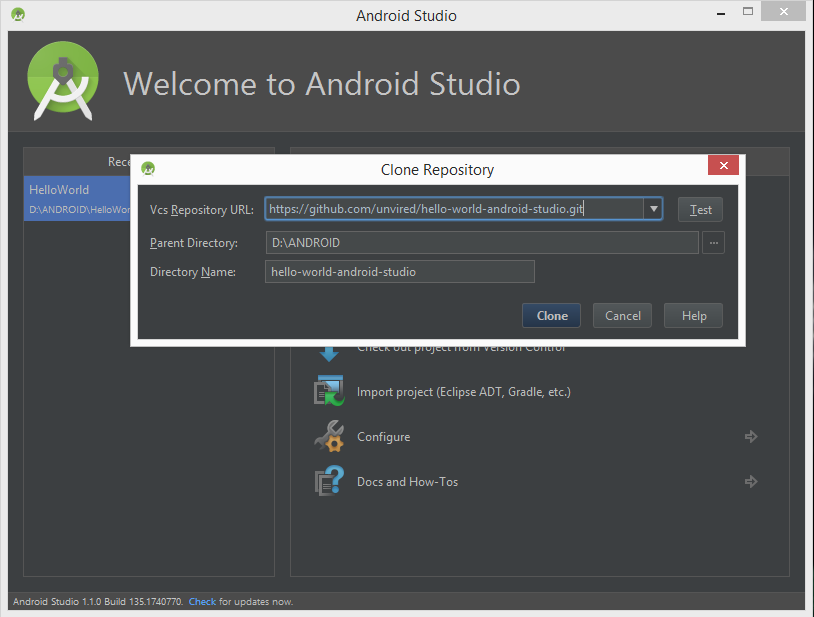 Android Studio
Welcome to Android Studio
Rece
HelloWorld
D:\ANDROID\HelloWor
Clone Repository
Vcs Repository URL: https://github.com/unvired/hello-world-android-studio.git Test
Parent Directory: D:\ANDROID ...
Directory Name: hello-world-android-studio
Clone Cancel Help
Check out project from Version Control
Import project (Eclipse ADT, Gradle, etc.)
Configure
Docs and How-Tos
Android Studio 1.1.0 Build 135.1740770. Check for updates now.